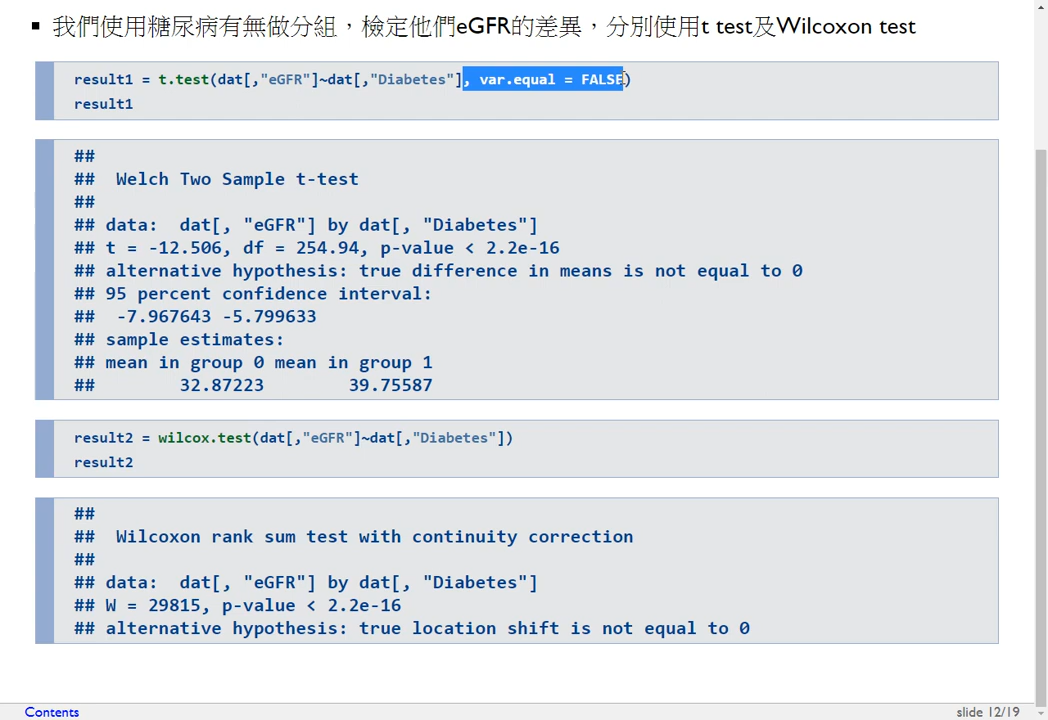 ▪ 我們使用糖尿病有無做分組，檢定他們eGFR的差異，分別使用t test及Wilcoxon test
result1 = t.test(dat[,"eGFR"]~dat[,"Diabetes"], var.equal = FALSE)
result1
##
##  Welch Two Sample t-test
##
## data:  dat[, "eGFR"] by dat[, "Diabetes"]
## t = -12.506, df = 254.94, p-value < 2.2e-16
## alternative hypothesis: true difference in means is not equal to 0
## 95 percent confidence interval:
##  -7.967643 -5.799633
## sample estimates:
## mean in group 0 mean in group 1
##        32.87223        39.75587
result2 = wilcox.test(dat[,"eGFR"]~dat[,"Diabetes"])
result2
##
##  Wilcoxon rank sum test with continuity correction
##
## data:  dat[, "eGFR"] by dat[, "Diabetes"]
## W = 29815, p-value < 2.2e-16
## alternative hypothesis: true location shift is not equal to 0
Contents
slide 12/19